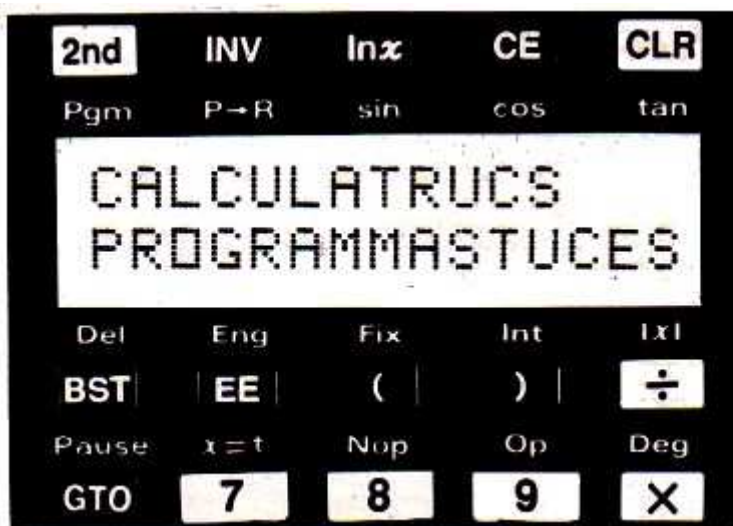 2nd INV lnx CE CLR
Pgm P→R sin cos tan
CALCULATRUCS
PROGRAMMASTUCES
Del Eng Fix Int |x|
BST EE ( ) ÷
Pause x=t Nop Op Deg
GTO 7 8 9 ×